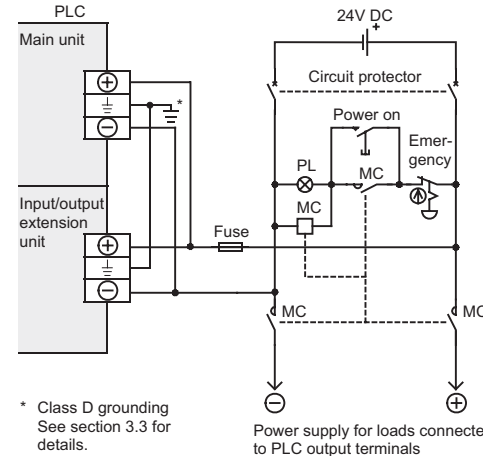 PLC
24V DC
+
Main unit
Circuit protector
*
Power on
Emer-
gency
PL
MC
MC
Input/output
extension
unit
Fuse
MC
MC
* Class D grounding
See section 3.3 for
details.
Power supply for loads connecte
to PLC output terminals